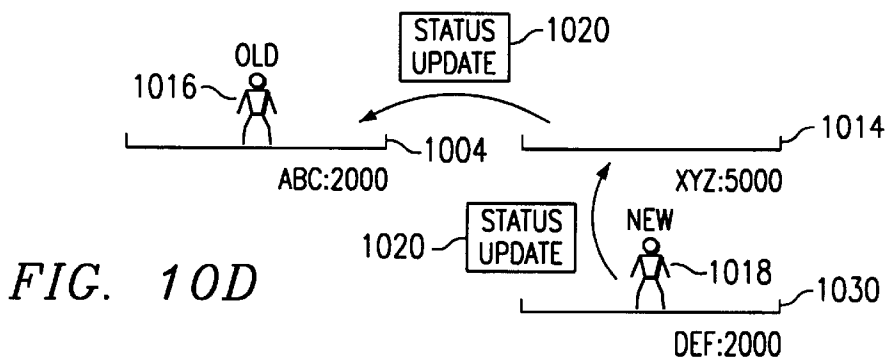 STATUS
UPDATE
1020
OLD
1016
1014
1004
ABC:2000
XYZ:5000
STATUS
UPDATE
1020
NEW
1018
1030
DEF:2000
FIG. 10D